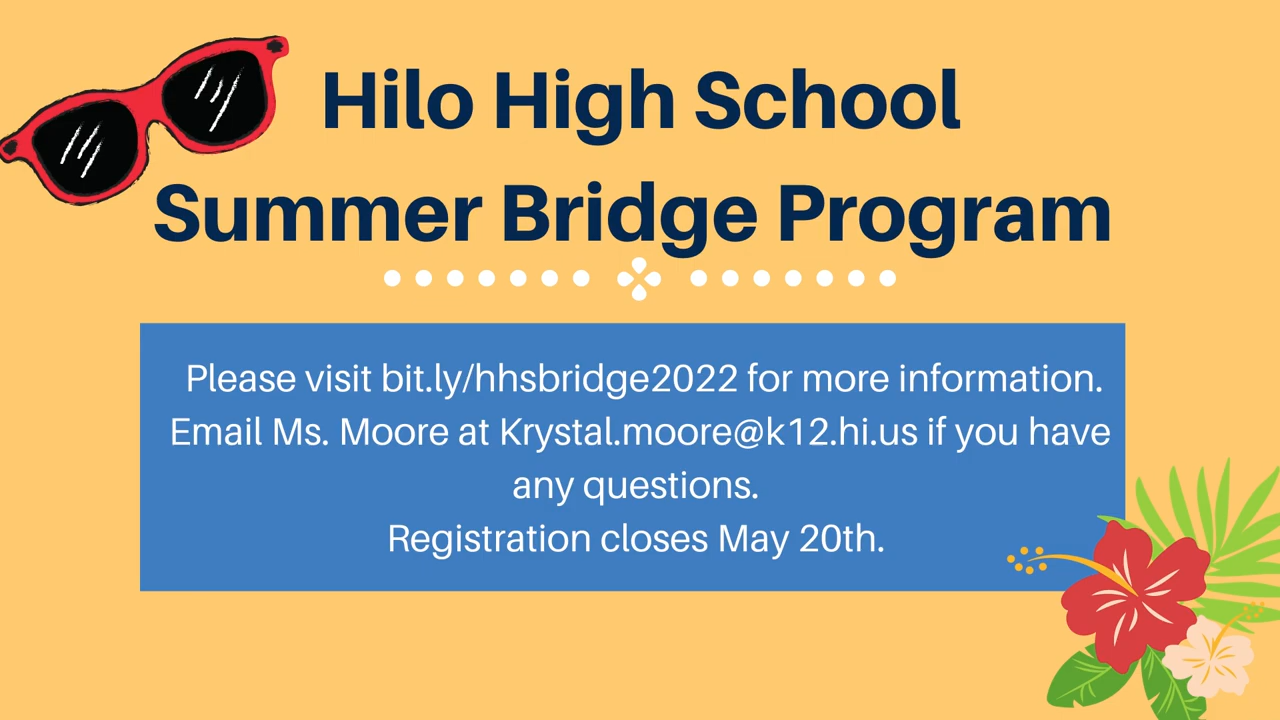 Hilo High School
Summer Bridge Program
Please visit bit.ly/hhsbridge2022 for more information.
Email Ms. Moore at Krystal.moore@k12.hi.us if you have
any questions.
Registration closes May 20th.